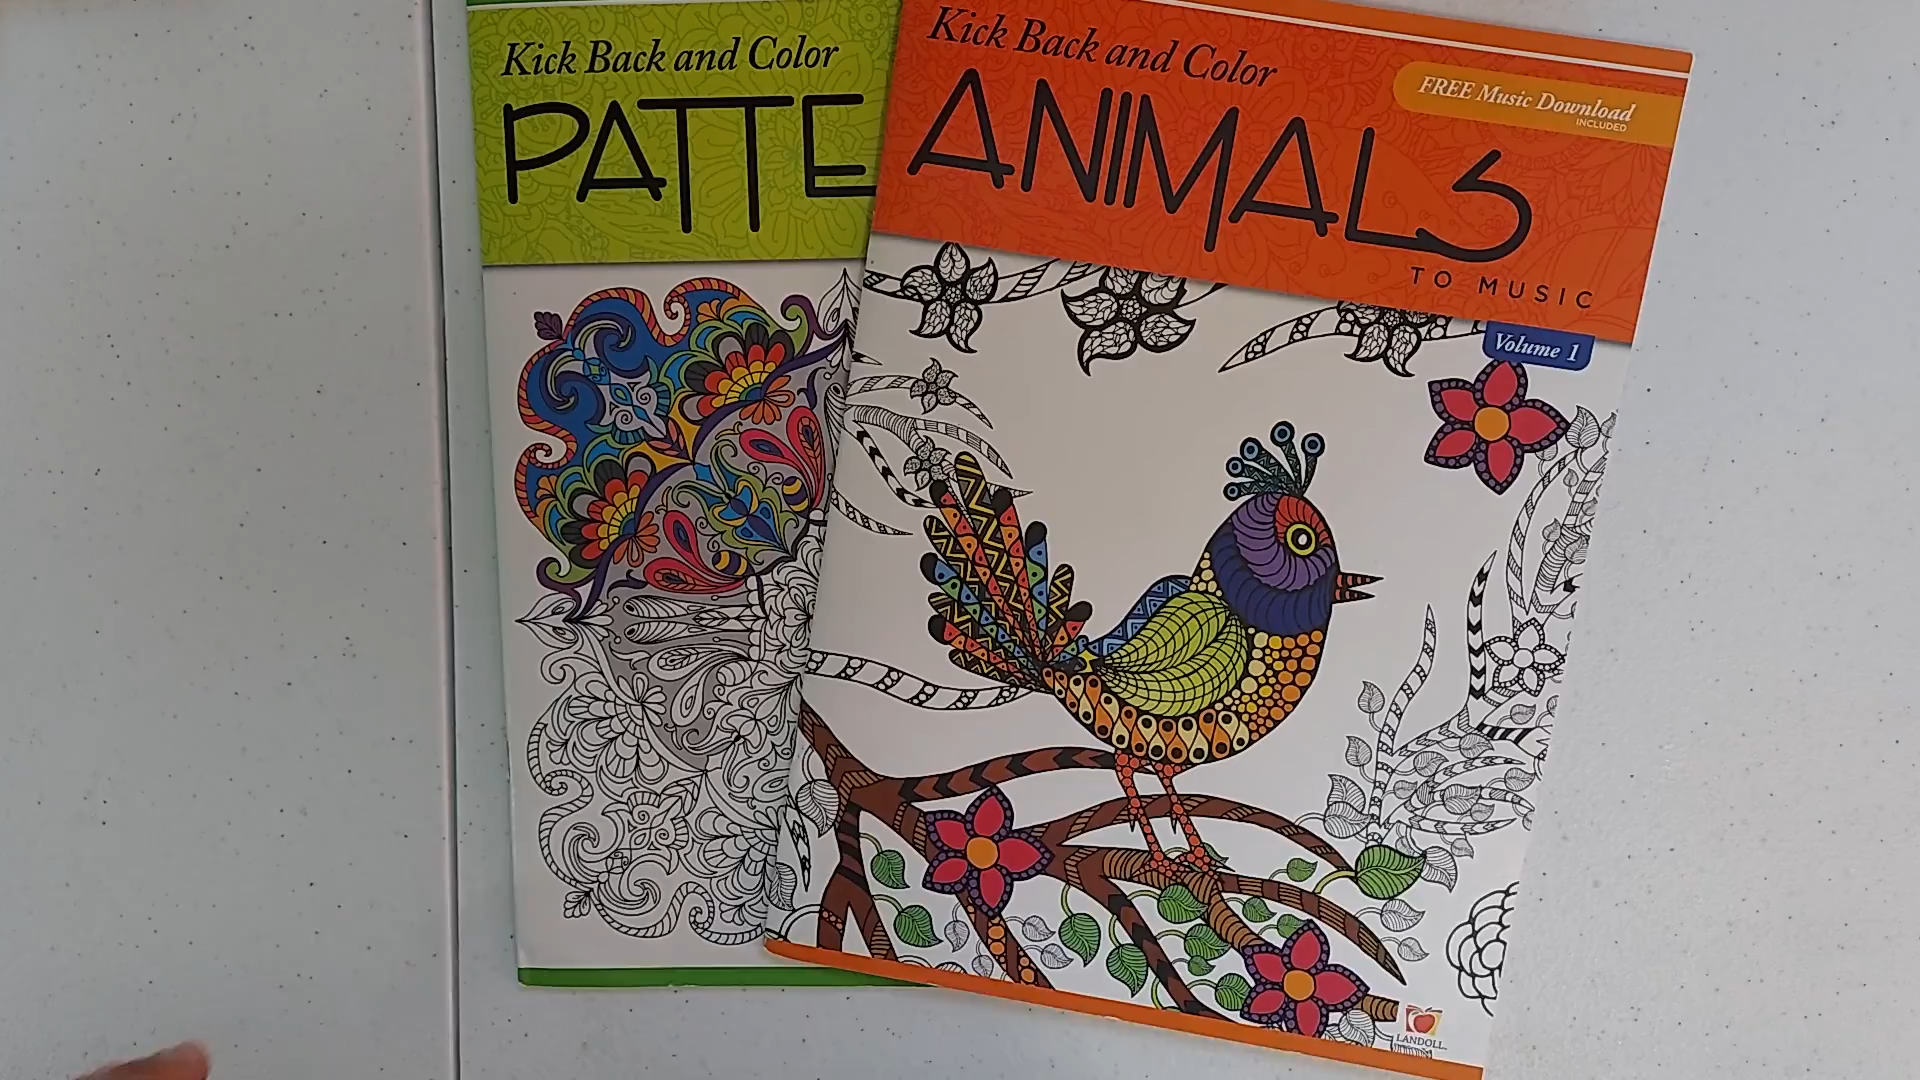 Kick Back and Color
PATTE
Kick Back and Color
ANIMALS
TO MUSIC
FREE Music Download
INCLUDED
Volume 1
LANDOLL